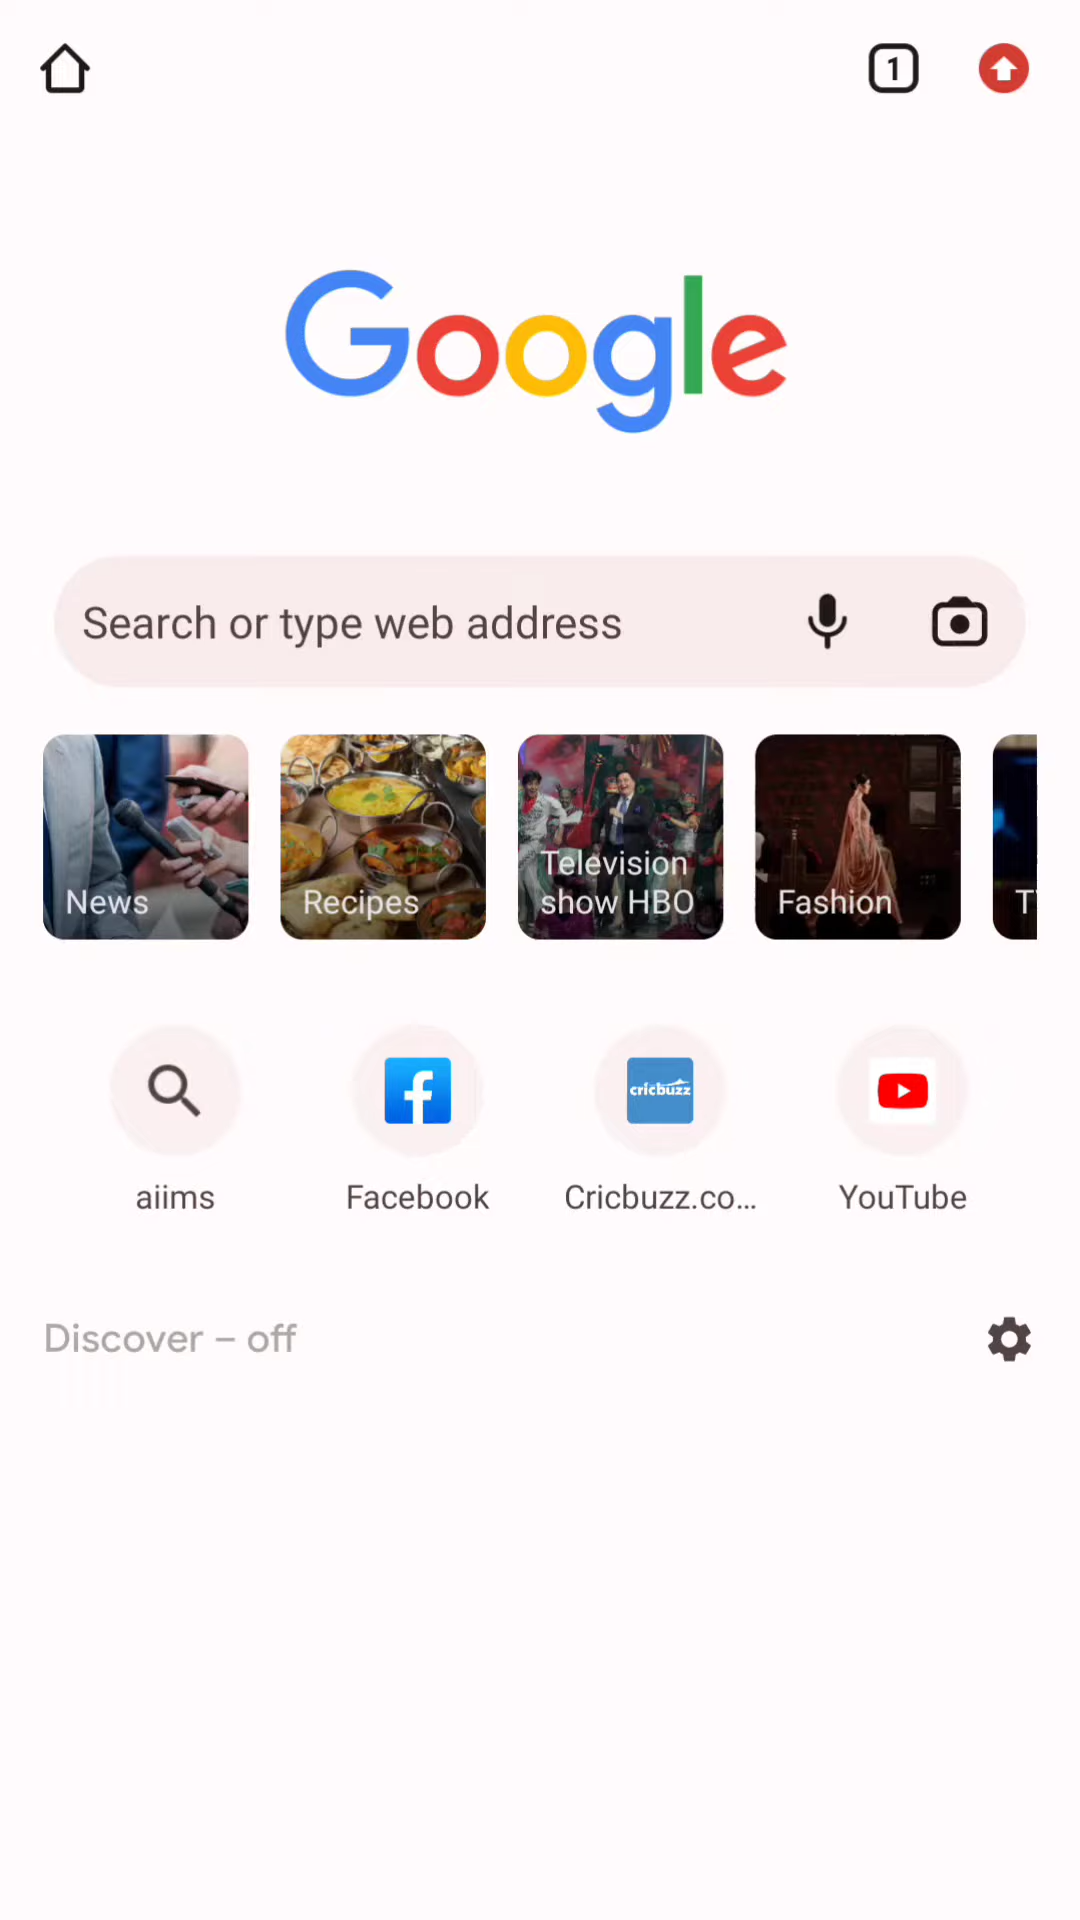 1
Google
Search or type web address
News
Recipes
Television
show HBO
Fashion
cricbuzz
aiims
Facebook
Cricbuzz.co...
YouTube
Discover – off